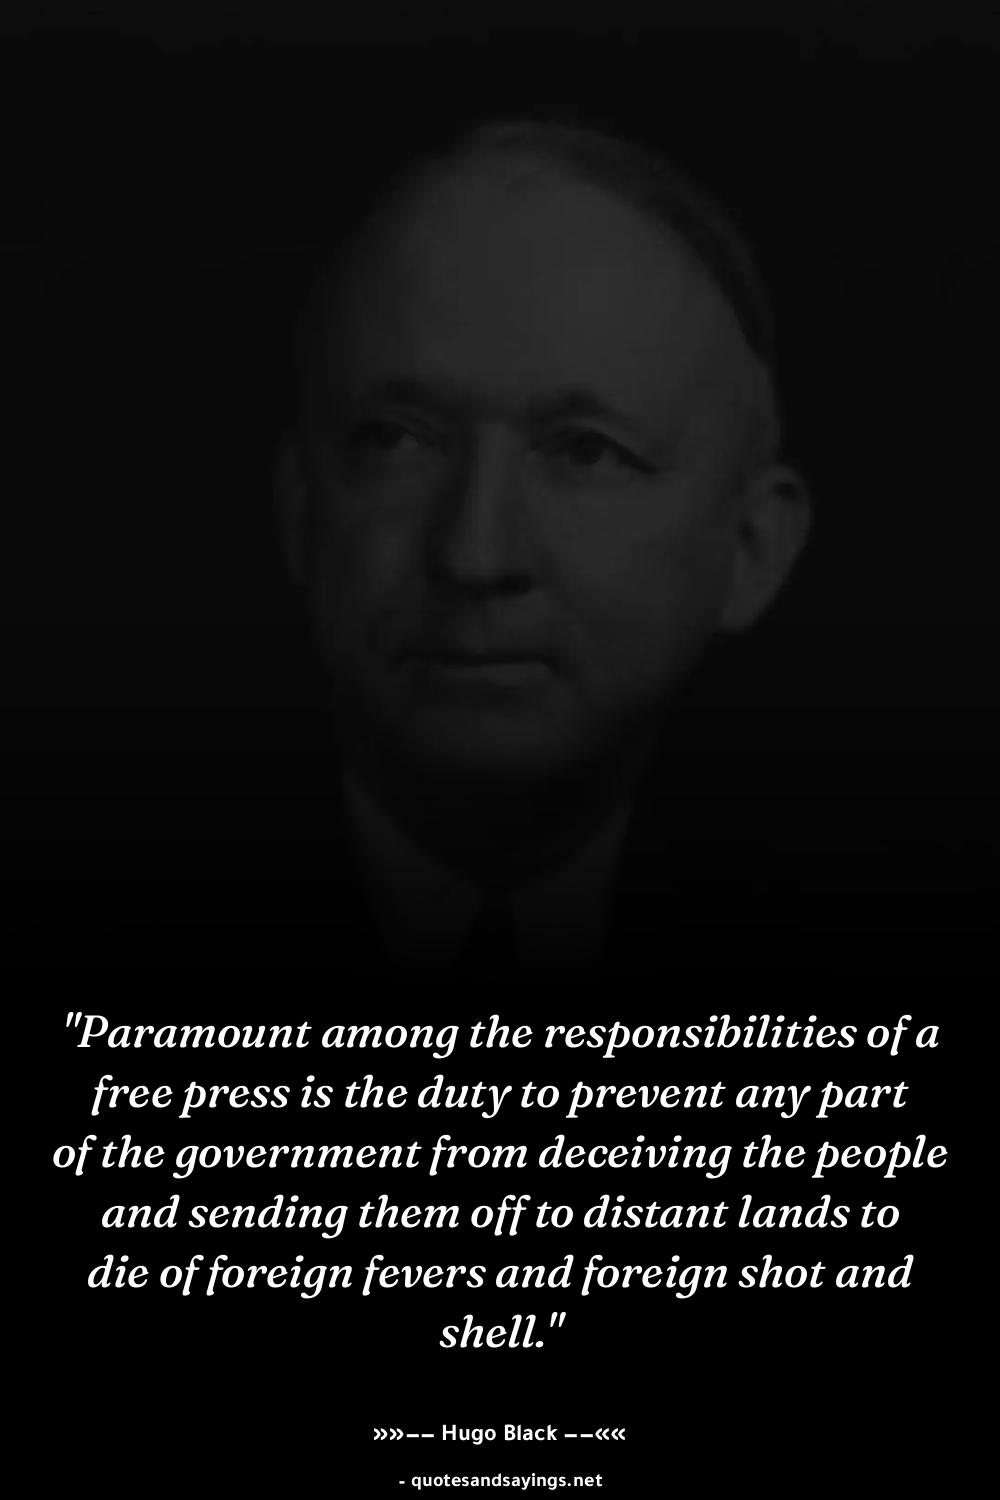 "Paramount among the responsibilities of a
free press is the duty to prevent any part
of the government from deceiving the people
and sending them off to distant lands to
die of foreign fevers and foreign shot and
shell."
»»−− Hugo Black −−««
- quotesandsayings.net